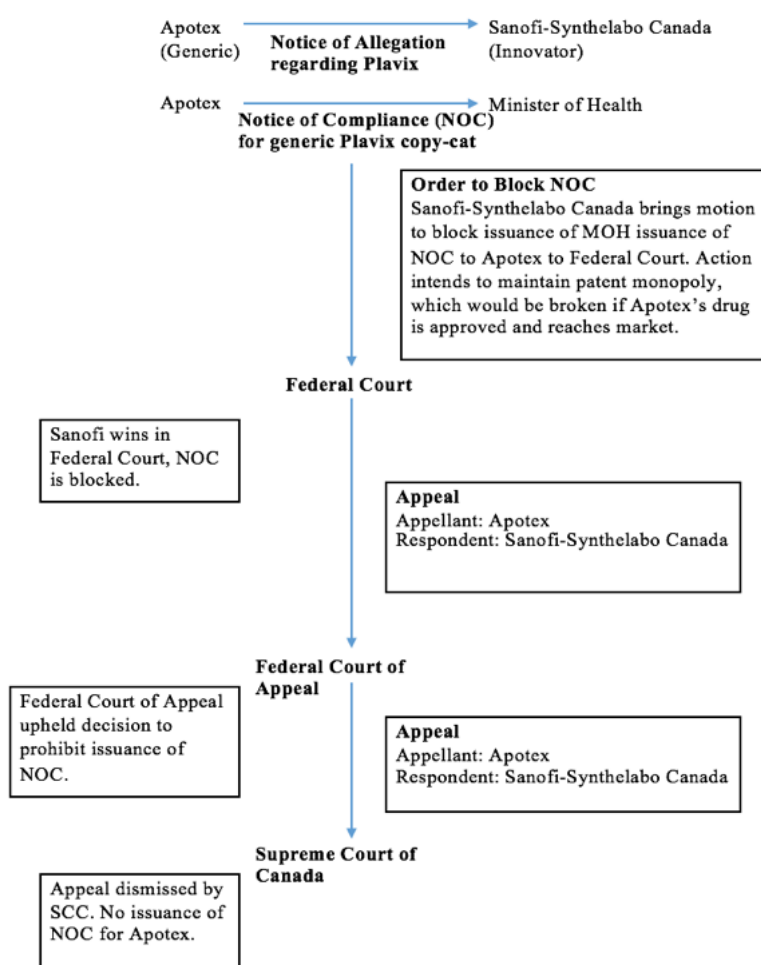 Apotex
(Generic)
Notice of Allegation
regarding Plavix
Sanofi-Synthelabo Canada
(Innovator)
Apotex
Minister of Health
Notice of Compliance (NOC)
for generic Plavix copy-cat
Order to Block NOC
Sanofi-Synthelabo Canada brings motion
to block issuance of MOH issuance of
NOC to Apotex to Federal Court. Action
intends to maintain patent monopoly,
which would be broken if Apotex’s drug
is approved and reaches market.
Federal Court
Sanofi wins in
Federal Court, NOC
is blocked.
Appeal
Appellant: Apotex
Respondent: Sanofi-Synthelabo Canada
Federal Court of
Appeal
Federal Court of Appeal
upheld decision to
prohibit issuance of
NOC.
Appeal
Appellant: Apotex
Respondent: Sanofi-Synthelabo Canada
Supreme Court of
Canada
Appeal dismissed by
SCC. No issuance of
NOC for Apotex.